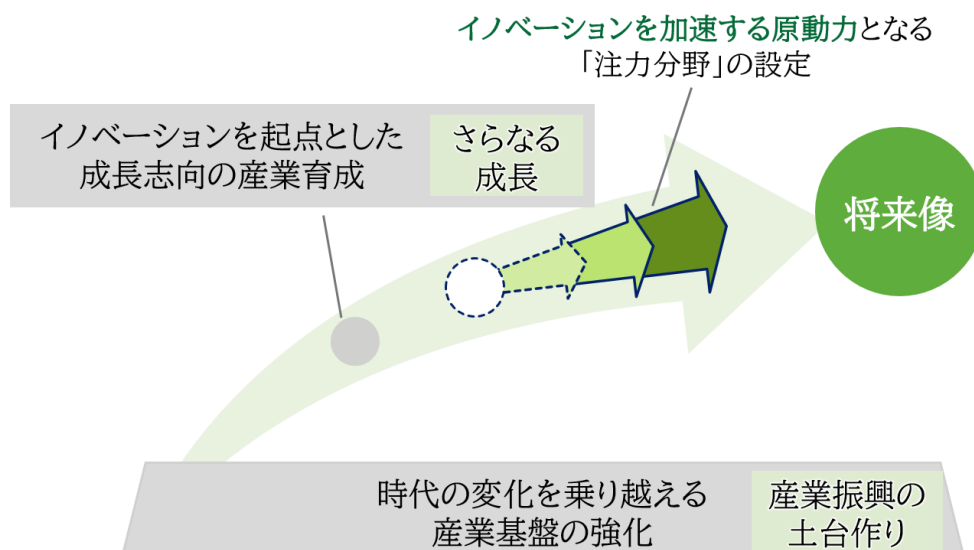 イノベーションを加速する原動力となる
「注力分野」の設定
イノベーションを起点とした
成長志向の産業育成
さらなる
成長
将来像
時代の変化を乗り越える
産業基盤の強化
産業振興の
土台作り